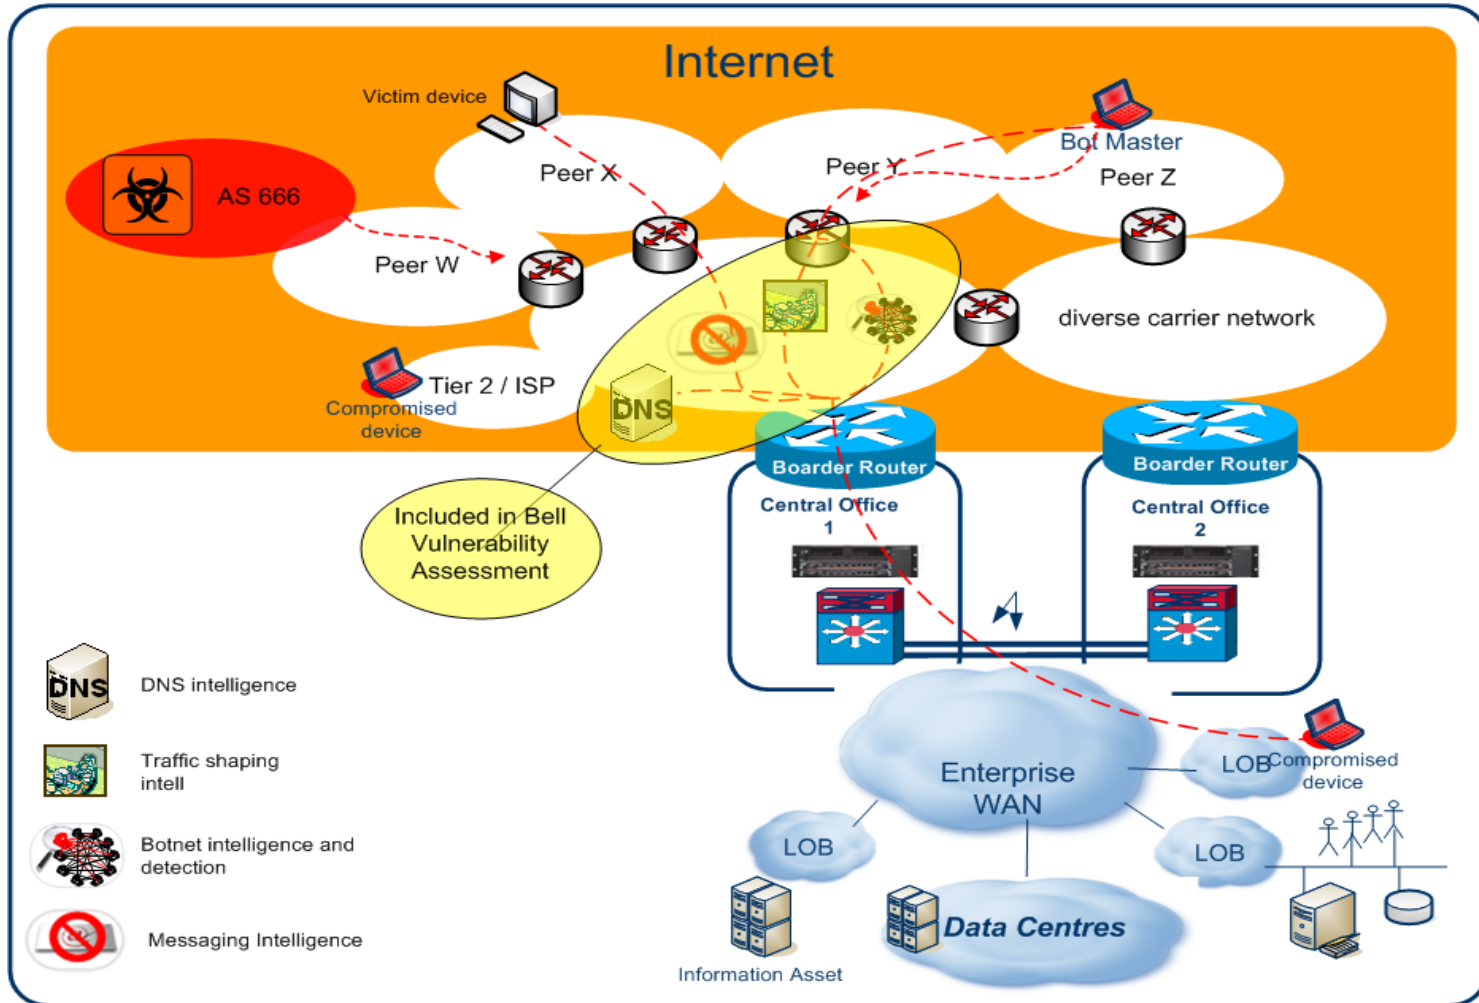 Internet
Victim device
Bot Master
Peer X
Peer Y
Peer Z
AS 666
Peer W
diverse carrier network
Tier 2 / ISP
Compromised
device
DNS
Boarder Router
Boarder Router
Central Office
1
Central Office
2
Included in Bell
Vulnerability
Assessment
DNS
DNS intelligence
Traffic shaping
intell
Botnet intelligence and
detection
Messaging Intelligence
Enterprise
WAN
LOB
Compromised
device
LOB
LOB
Data Centres
Information Asset